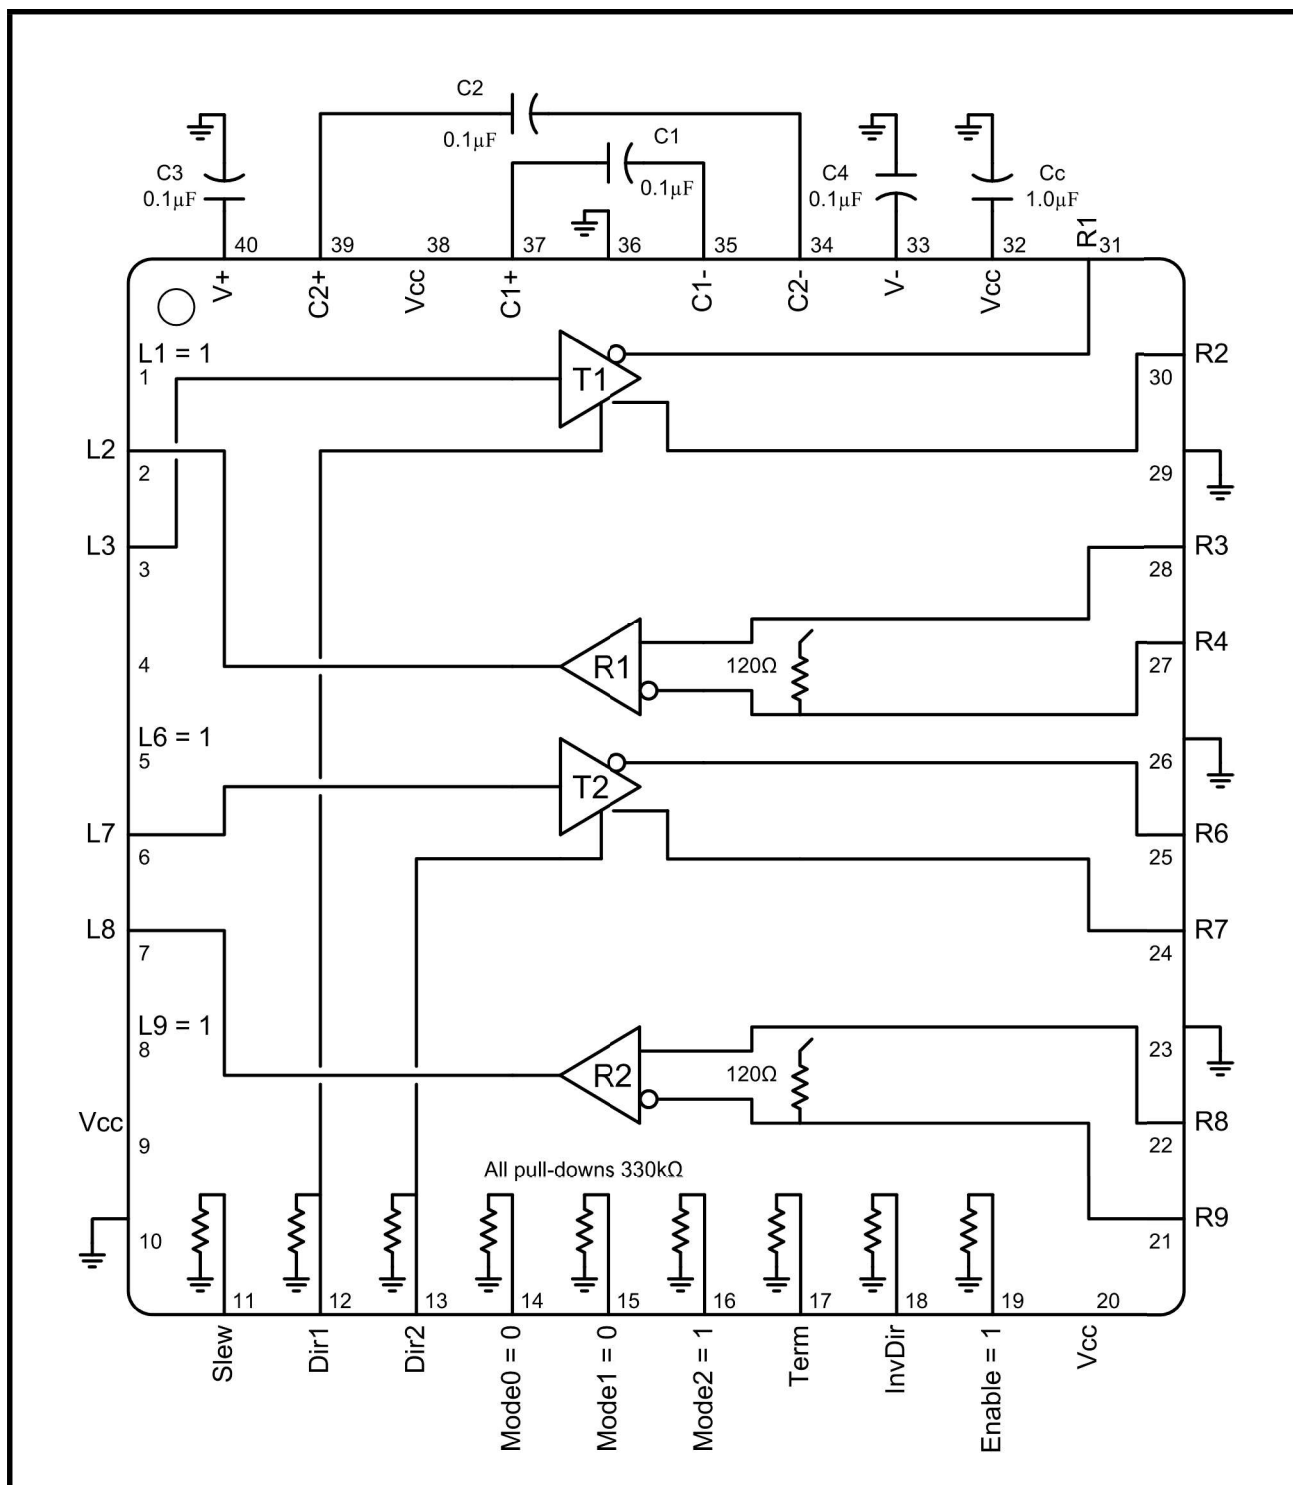 C2
0.1µF
C1
0.1µF
C3
0.1µF
C4
0.1µF
Cc
1.0µF
R1
40 39 38 37 36 35 34 33 32 31
V+ C2+ Vcc C1+ C1- C2- V- Vcc
L1 = 1
1
T1
R2
30
L2
2
29
L3
3
R3
28
4
R1
120Ω
R4
27
L6 = 1
5
T2
26
L7
6
R6
25
L8
7
R7
24
L9 = 1
8
R2
120Ω
23
Vcc
9
R8
22
All pull-downs 330kΩ
10
R9
21
11 12 13 14 15 16 17 18 19 20
Slew Dir1 Dir2 Mode0 = 0 Mode1 = 0 Mode2 = 1 Term InvDir Enable = 1 Vcc